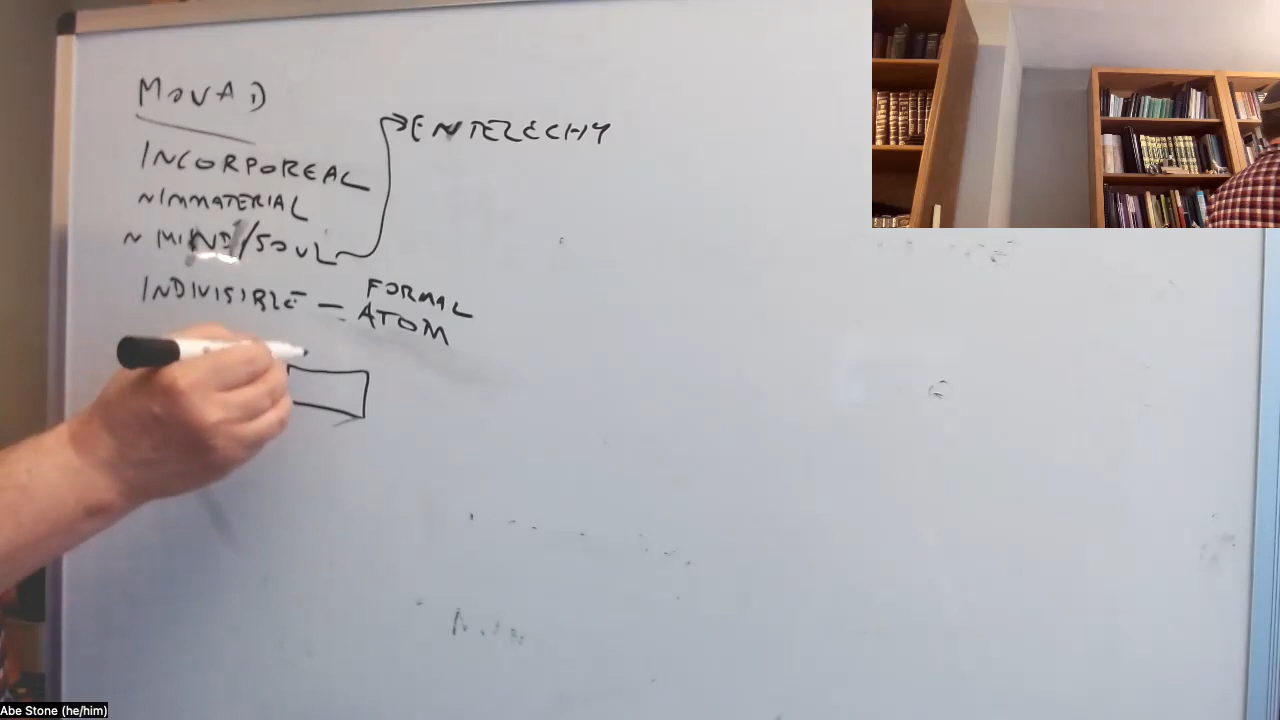 MONAD
ENTELECHY
INCORPOREAL
~IMMATERIAL
~ MIND/SOUL
INDIVISIBLE — FORMAL
ATOM
Abe Stone (he/him)